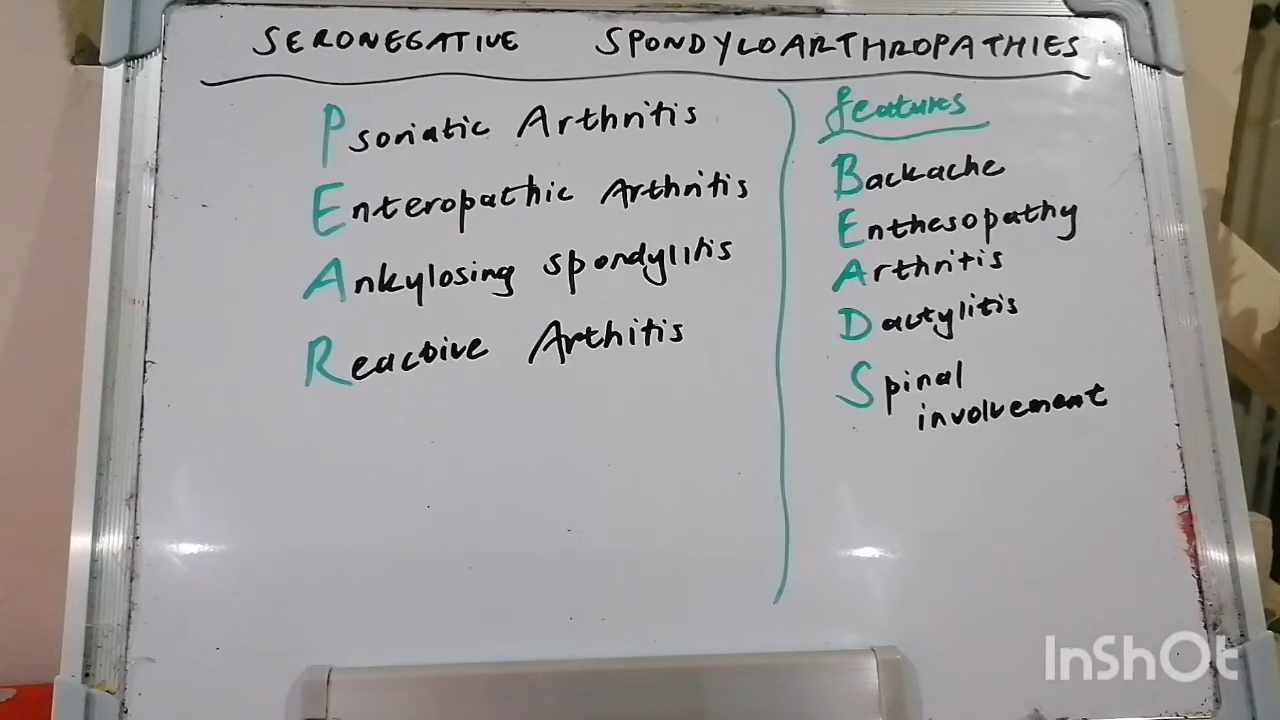 SERONEGATIVE SPONDYLOARTHROPATHIES
Psoriatic Arthritis
Enteropathic Arthritis
Ankylosing spondylitis
Reactive Arthitis
features
Backache
Enthesopathy
Arthritis
Dactylitis
Spinal
involvement
InShOt